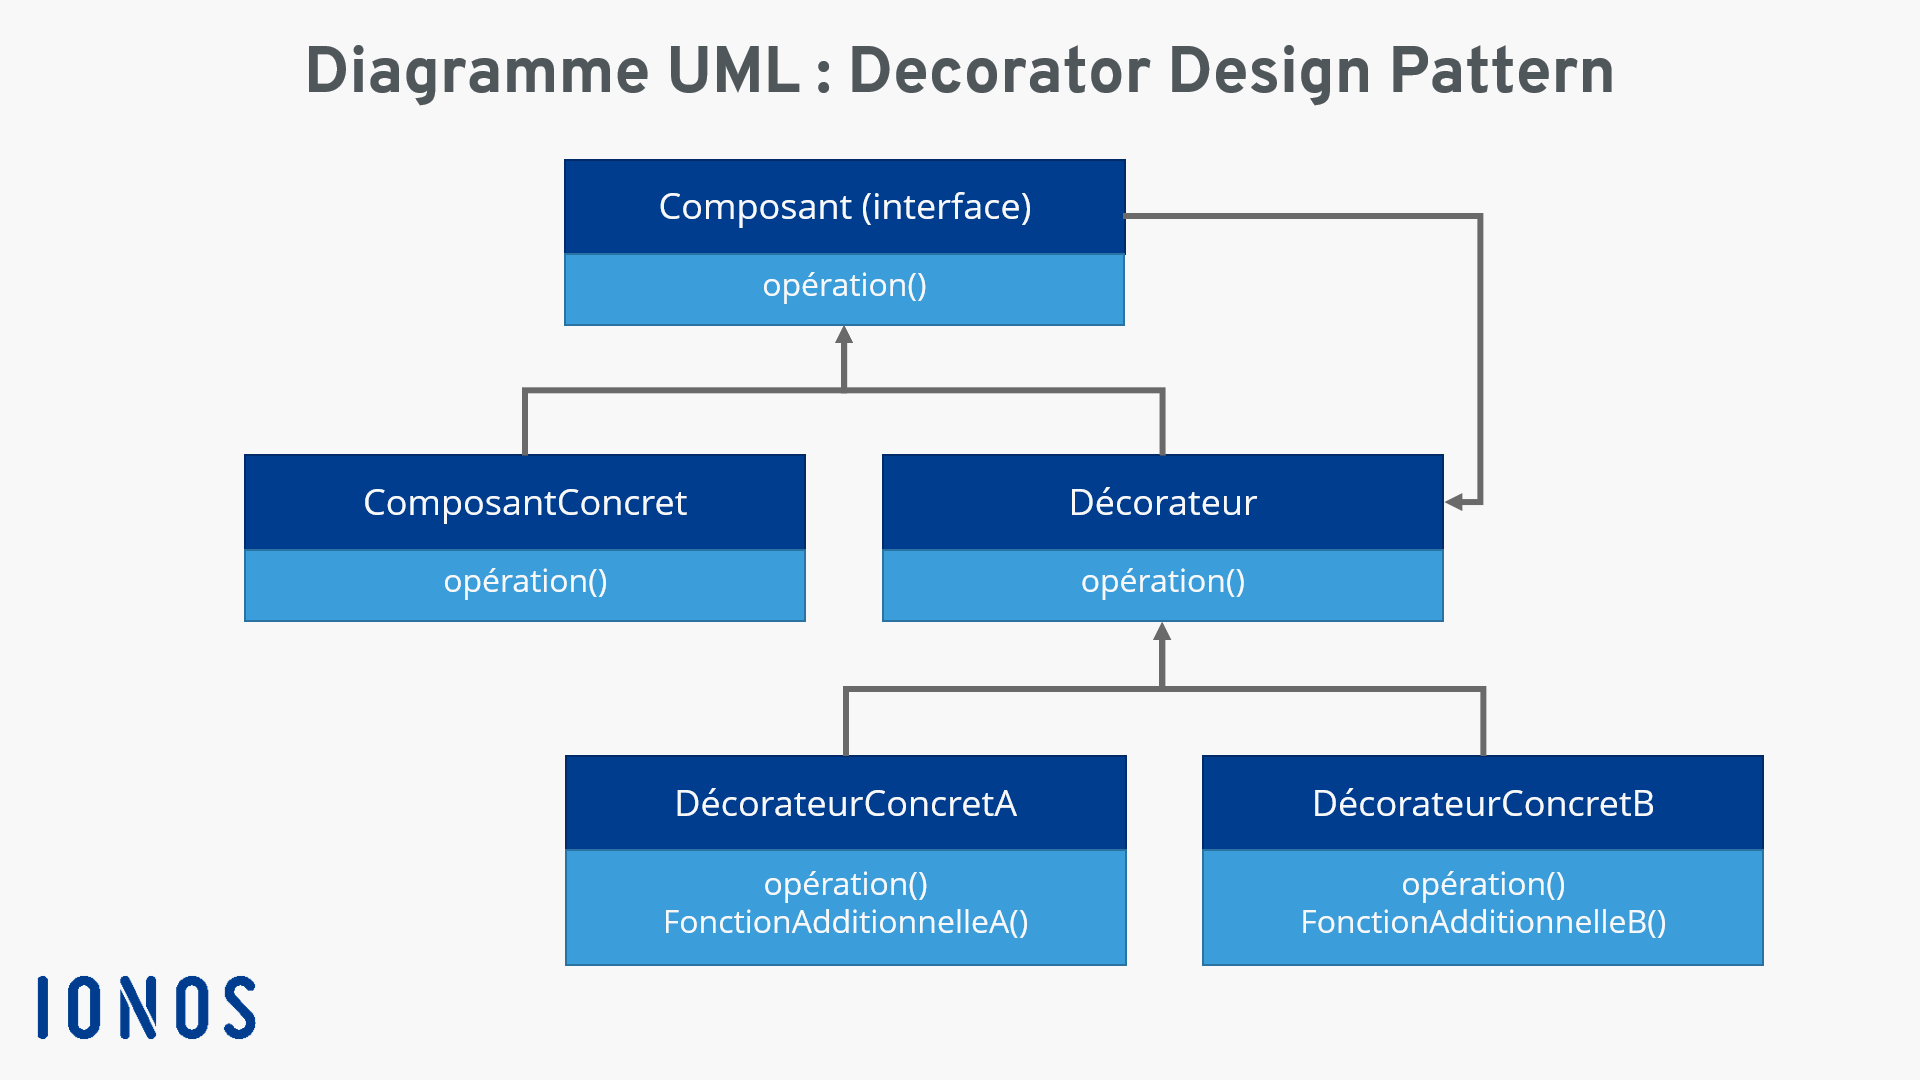 Diagramme UML : Decorator Design Pattern
Composant (interface)
opération()
ComposantConcret
opération()
Décorateur
opération()
DécorateurConcretA
opération()
FonctionAdditionnelleA()
DécorateurConcretB
opération()
FonctionAdditionnelleB()
IONOS